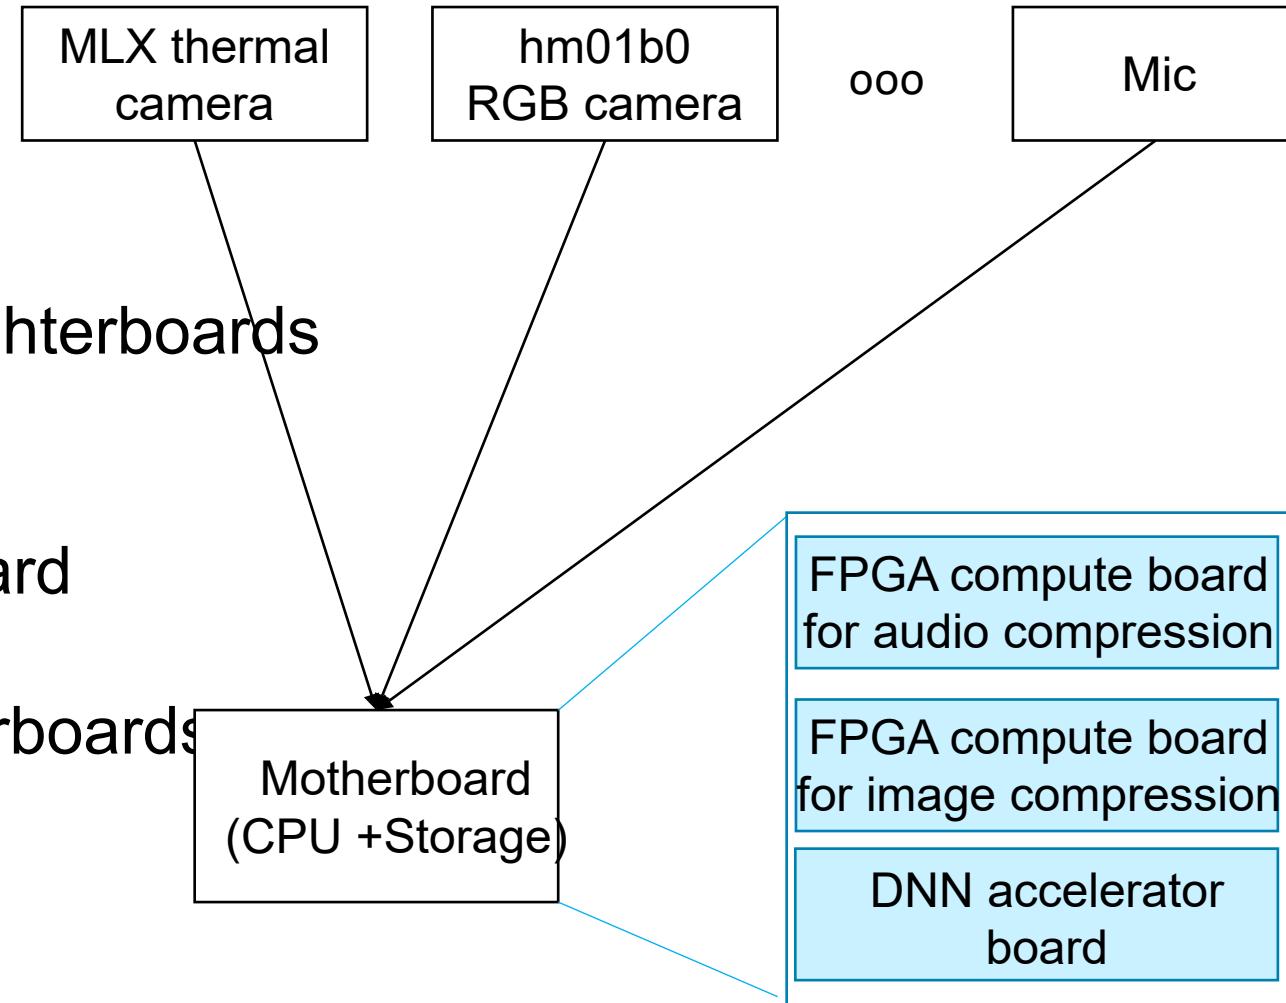 MLX thermal
camera
hm01b0
RGB camera
ooo
Mic
hterboards
ard
rboards
Motherboard
(CPU +Storage)
FPGA compute board
for audio compression
FPGA compute board
for image compression
DNN accelerator
board